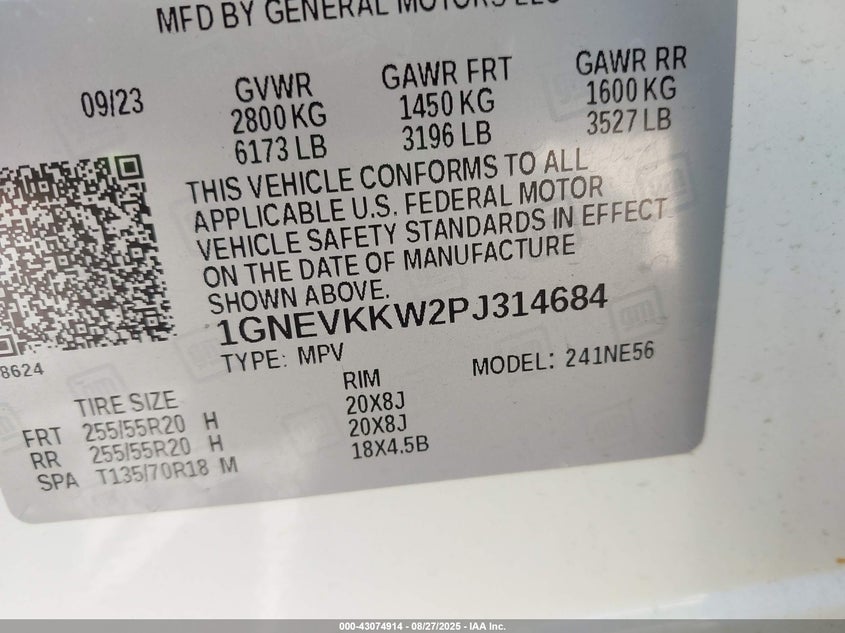 MFD BY GENERAL MOTORS LLC
09/23
GVWR
2800 KG
6173 LB
GAWR FRT
1450 KG
3196 LB
GAWR RR
1600 KG
3527 LB
THIS VEHICLE CONFORMS TO ALL
APPLICABLE U.S. FEDERAL MOTOR
VEHICLE SAFETY STANDARDS IN EFFECT
ON THE DATE OF MANUFACTURE
SHOWN ABOVE.
1GNEVKKW2PJ314684
8624
TYPE: MPV
MODEL: 241NE56
TIRE SIZE RIM
FRT 255/55R20 H 20X8J
RR 255/55R20 H 20X8J
SPA T135/70R18 M 18X4.5B
000-43074914 - 08/27/2025 - IAA Inc.